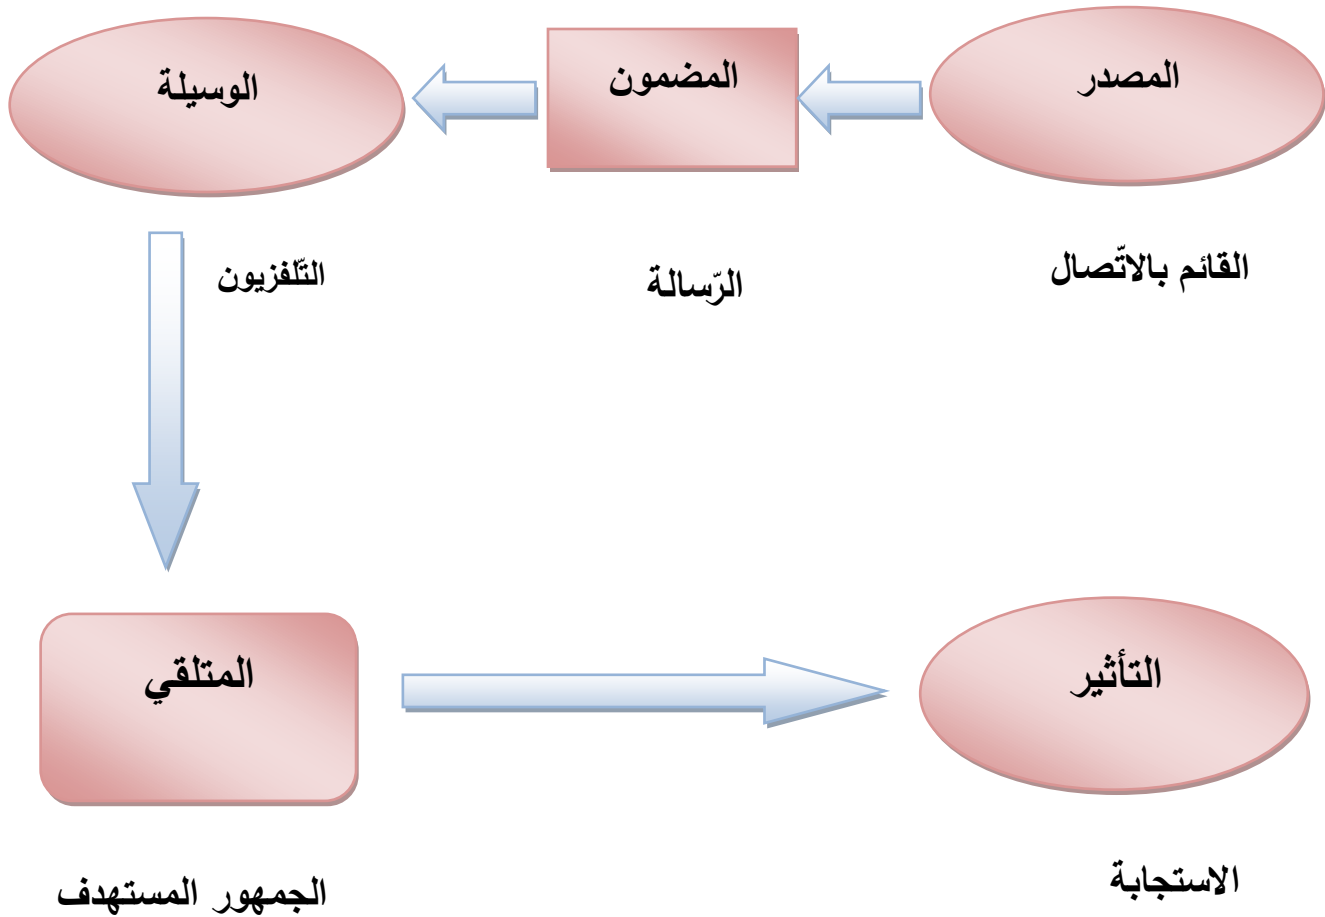 المصدر
المضمون
الوسيلة
القائم بالاتّصال
الرّسالة
التّلفزيون
المتلقي
التأثير
الجمهور المستهدف
الاستجابة